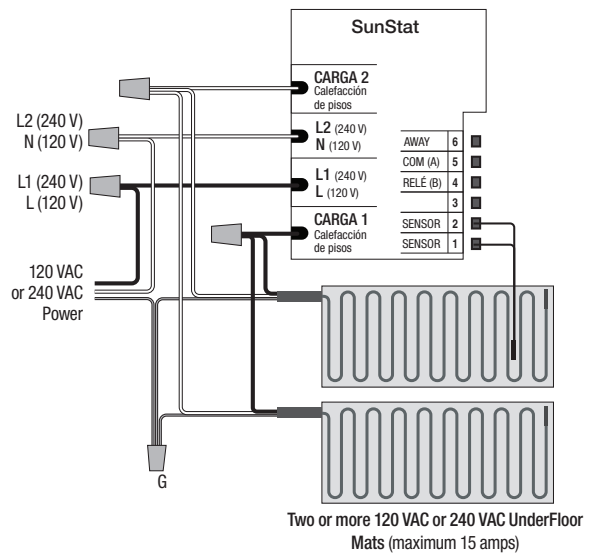 SunStat
CARGA 2
Calefacción
de pisos
L2 (240 V)
N (120 V)
L2 (240 V)
N (120 V)
L1 (240 V)
L (120 V)
L1 (240 V)
L (120 V)
CARGA 1
Calefacción
de pisos
AWAY 6
COM (A) 5
RELÉ (B) 4
3
SENSOR 2
SENSOR 1
120 VAC
or 240 VAC
Power
G
Two or more 120 VAC or 240 VAC UnderFloor
Mats (maximum 15 amps)